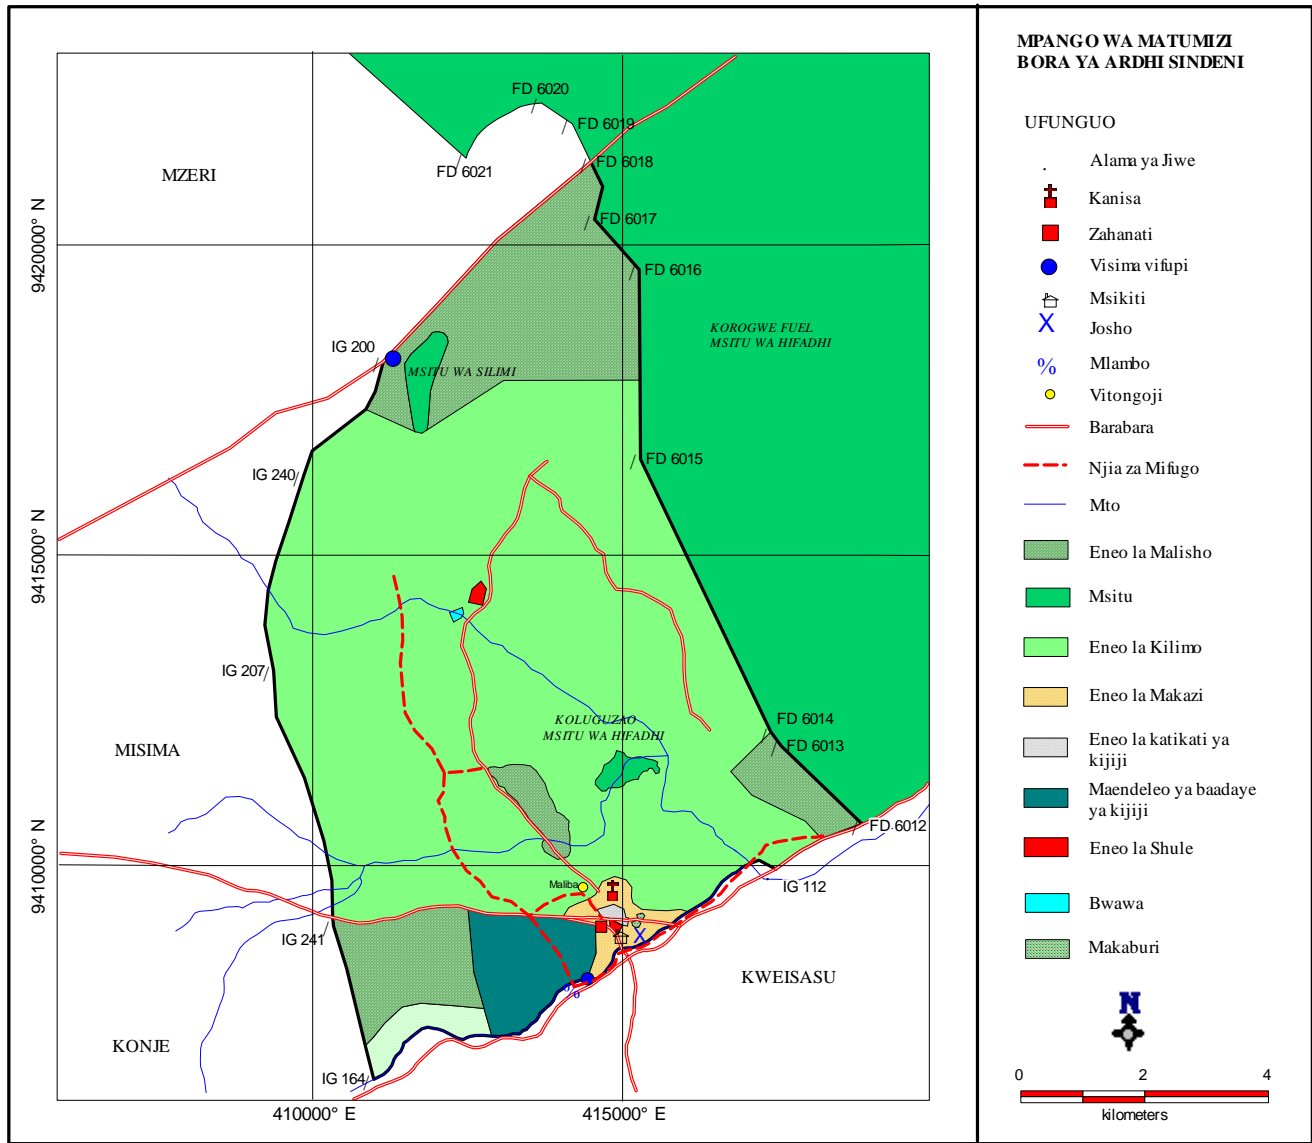 MPANGO WA MATUMIZI
BORA YA ARDHI SINDENI
UFUNGUO
Alama ya Jiwe
Kanisa
Zahanati
Visima vifupi
Msikiti
X
Josho
%
Mlambo
Vitongoji
Barabara
Njia za Mifugo
Mto
Eneo la Malisho
Msitu
Eneo la Kilimo
Eneo la Makazi
Eneo la katikati ya
kijiji
Maendeleo ya baadaye
ya kijiji
Eneo la Shule
Bwawa
Makaburi
N
0 2 4
kilometers
FD 6020
FD 6019
FD 6018
FD 6021
MZERI
FD 6017
9420000° N
FD 6016
KOROGWE FUEL
MSITU WA HIFADHI
IG 200
MSITU WA SILIMI
FD 6015
IG 240
9415000° N
IG 207
KOLUGUZAO
MSITU WA HIFADHI
FD 6014
FD 6013
MISIMA
FD 6012
9410000° N
Maliba
IG 112
IG 241
X
KWEISASU
%
%
KONJE
IG 164
410000° E
415000° E